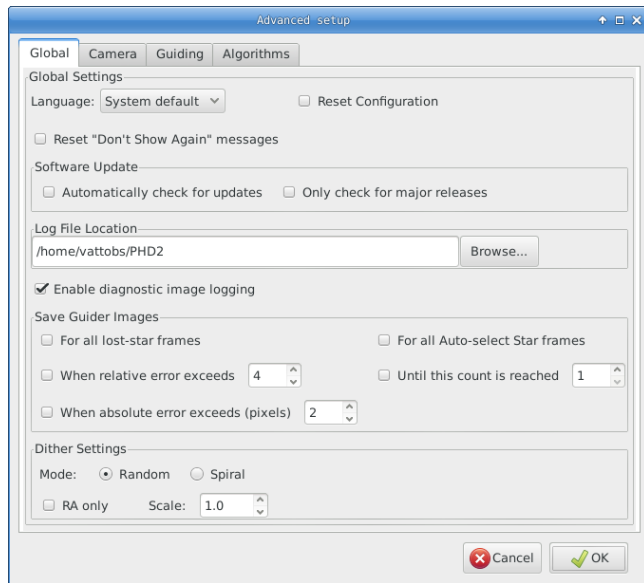 Advanced setup
Global Camera Guiding Algorithms
Global Settings
Language: System default Reset Configuration
Reset "Don't Show Again" messages
Software Update
Automatically check for updates Only check for major releases
Log File Location
/home/vattobs/PHD2 Browse...
Enable diagnostic image logging
Save Guider Images
For all lost-star frames For all Auto-select Star frames
When relative error exceeds 4 Until this count is reached 1
When absolute error exceeds (pixels) 2
Dither Settings
Mode: Random Spiral
RA only Scale: 1.0
Cancel OK